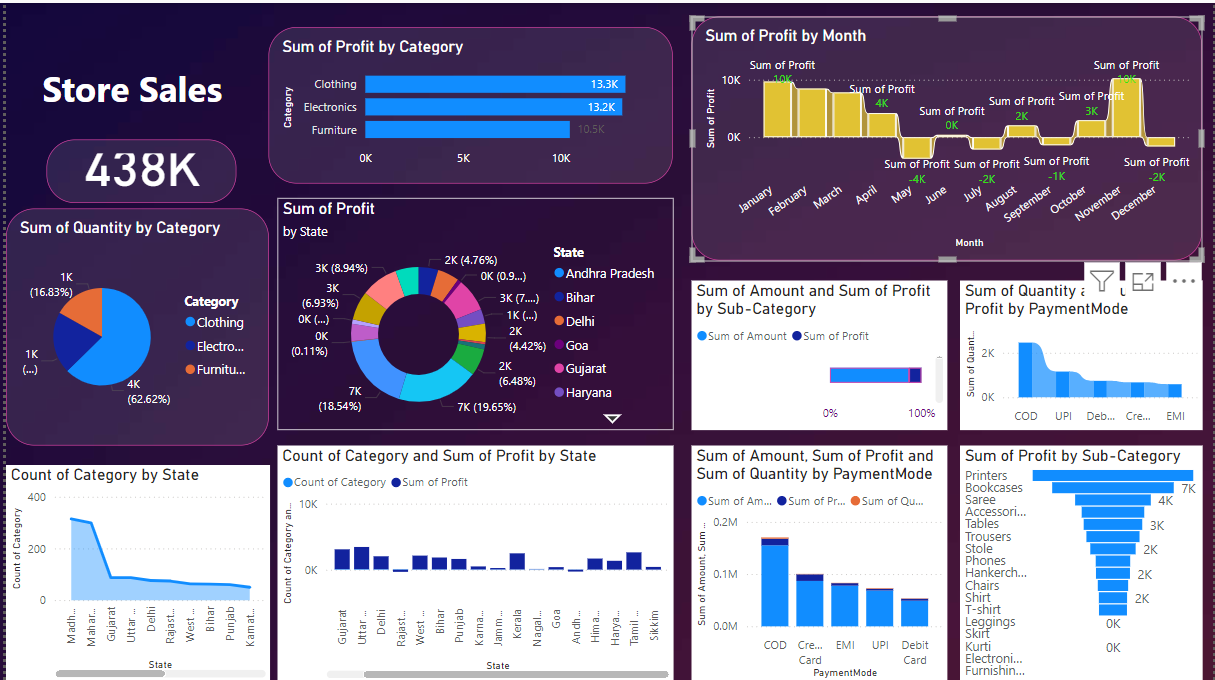 Store Sales
438K
Sum of Profit by Category
Category
Clothing
13.3K
Electronics
13.2K
Furniture
10.5K
0K
5K
10K
Sum of Profit by Month
Sum of Profit
10K
0K
Sum of Profit
10K
Sum of Profit
4K
Sum of Profit
-4K
Sum of Profit
0K
Sum of Profit
-2K
Sum of Profit
2K
Sum of Profit
-1K
Sum of Profit
3K
Sum of Profit
10K
Sum of Profit
-2K
January
February
March
April
May
June
July
August
September
October
November
December
Month
Sum of Quantity by Category
1K
(16.83%)
1K
(...)
4K
(62.62%)
Category
Clothing
Electro...
Furnitu...
Sum of Profit
by State
2K (4.76%)
0K (0.9...)
3K (7....)
1K (...)
2K
(4.42%)
2K
(6.48%)
7K (19.65%)
7K
(18.54%)
0K
(0.11%)
0K (...)
3K
(6.93%)
3K (8.94%)
State
Andhra Pradesh
Bihar
Delhi
Goa
Gujarat
Haryana
Sum of Amount and Sum of Profit
by Sub-Category
Sum of Amount
Sum of Profit
0%
100%
Sum of Quantity a
Profit by PaymentMode
Sum of Quant...
2K
0K
COD
UPI
Deb...
Cre...
EMI
Count of Category by State
Count of Category
400
200
0
Madh...
Mahar...
Gujarat
Uttar ...
Delhi
Rajast...
West ...
Bihar
Punjab
Karnat...
State
Count of Category and Sum of Profit by State
Count of Category
Sum of Profit
Count of Category an...
10K
0K
Gujarat
Uttar ...
Delhi
Rajast...
West ...
Bihar
Punjab
Karna...
Jamm...
Kerala
Nagal...
Goa
Andh...
Hima...
Harya...
Tamil ...
Sikkim
State
Sum of Amount, Sum of Profit and
Sum of Quantity by PaymentMode
Sum of Am...
Sum of Pr...
Sum of Qu...
Sum of Amount, Sum ...
0.2M
0.1M
0.0M
COD
Cre...
Card
EMI
UPI
Debit
Card
PaymentMode
Sum of Profit by Sub-Category
Printers
Bookcases
7K
Saree
4K
Accessori...
Tables
3K
Trousers
Stole
2K
Phones
Hankerch...
2K
Chairs
Shirt
2K
T-shirt
Leggings
0K
Skirt
Kurti
0K
Electroni...
Furnishin...